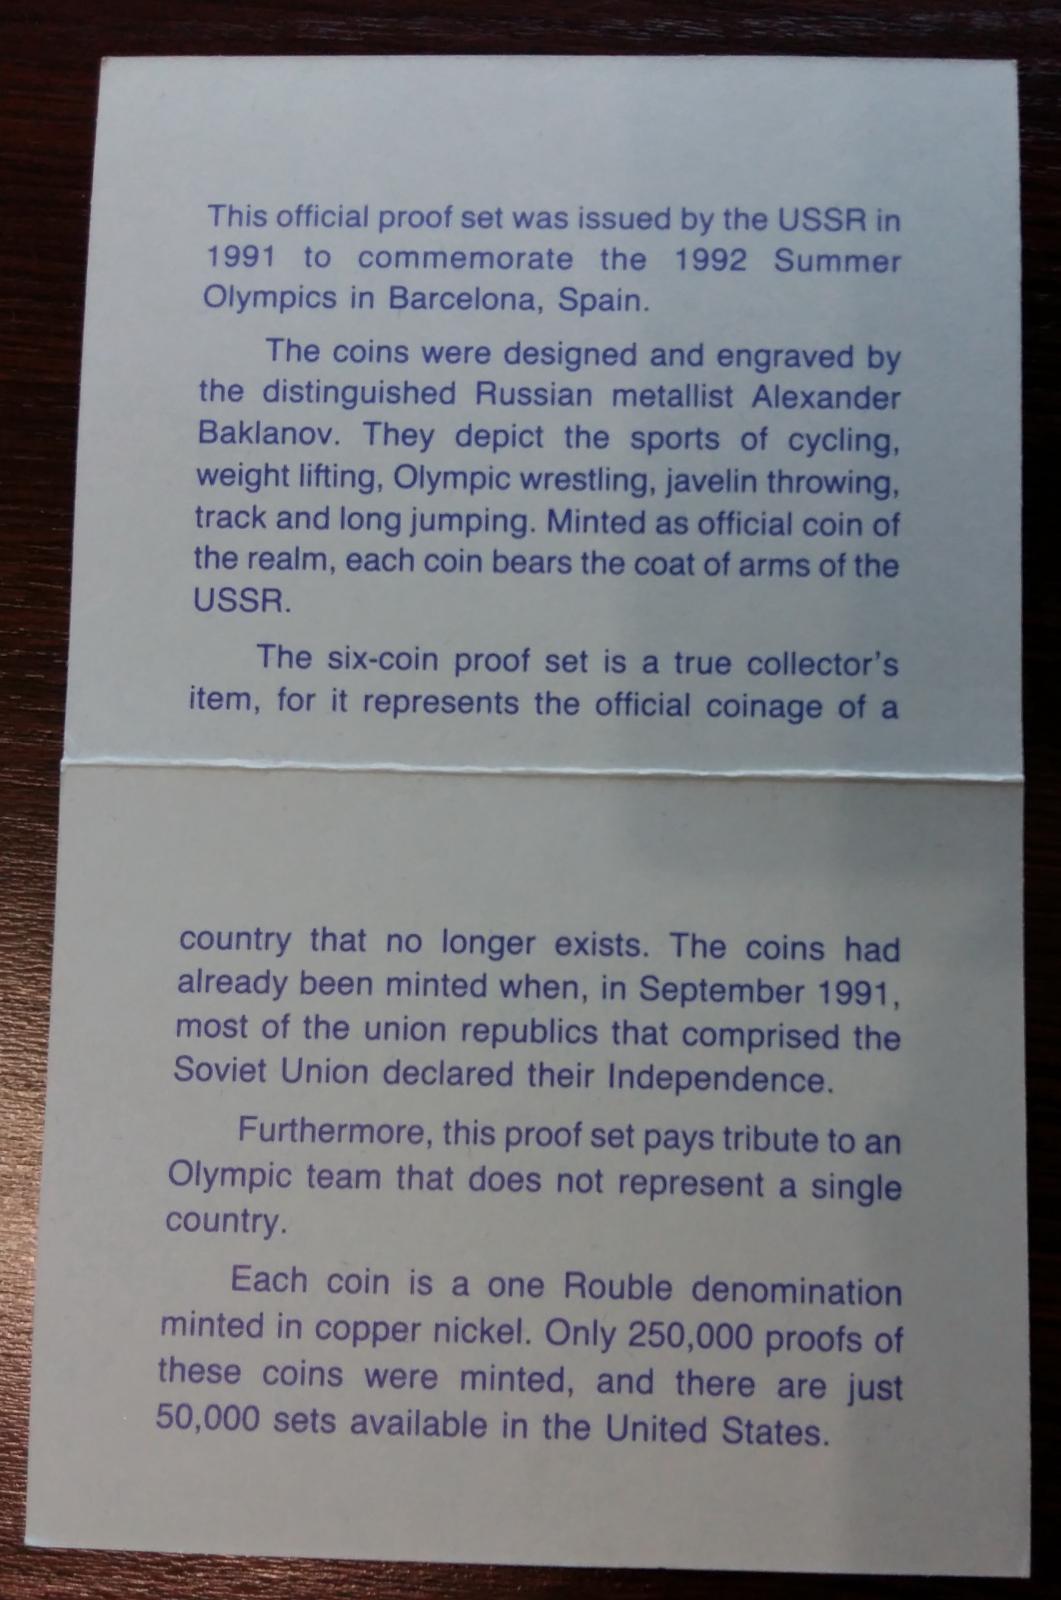 This official proof set was issued by the USSR in
1991 to commemorate the 1992 Summer
Olympics in Barcelona, Spain.
The coins were designed and engraved by
the distinguished Russian metallist Alexander
Baklanov. They depict the sports of cycling,
weight lifting, Olympic wrestling, javelin throwing,
track and long jumping. Minted as official coin of
the realm, each coin bears the coat of arms of the
USSR.
The six-coin proof set is a true collector's
item, for it represents the official coinage of a
country that no longer exists. The coins had
already been minted when, in September 1991,
most of the union republics that comprised the
Soviet Union declared their Independence.
Furthermore, this proof set pays tribute to an
Olympic team that does not represent a single
country.
Each coin is a one Rouble denomination
minted in copper nickel. Only 250,000 proofs of
these coins were minted, and there are just
50,000 sets available in the United States.